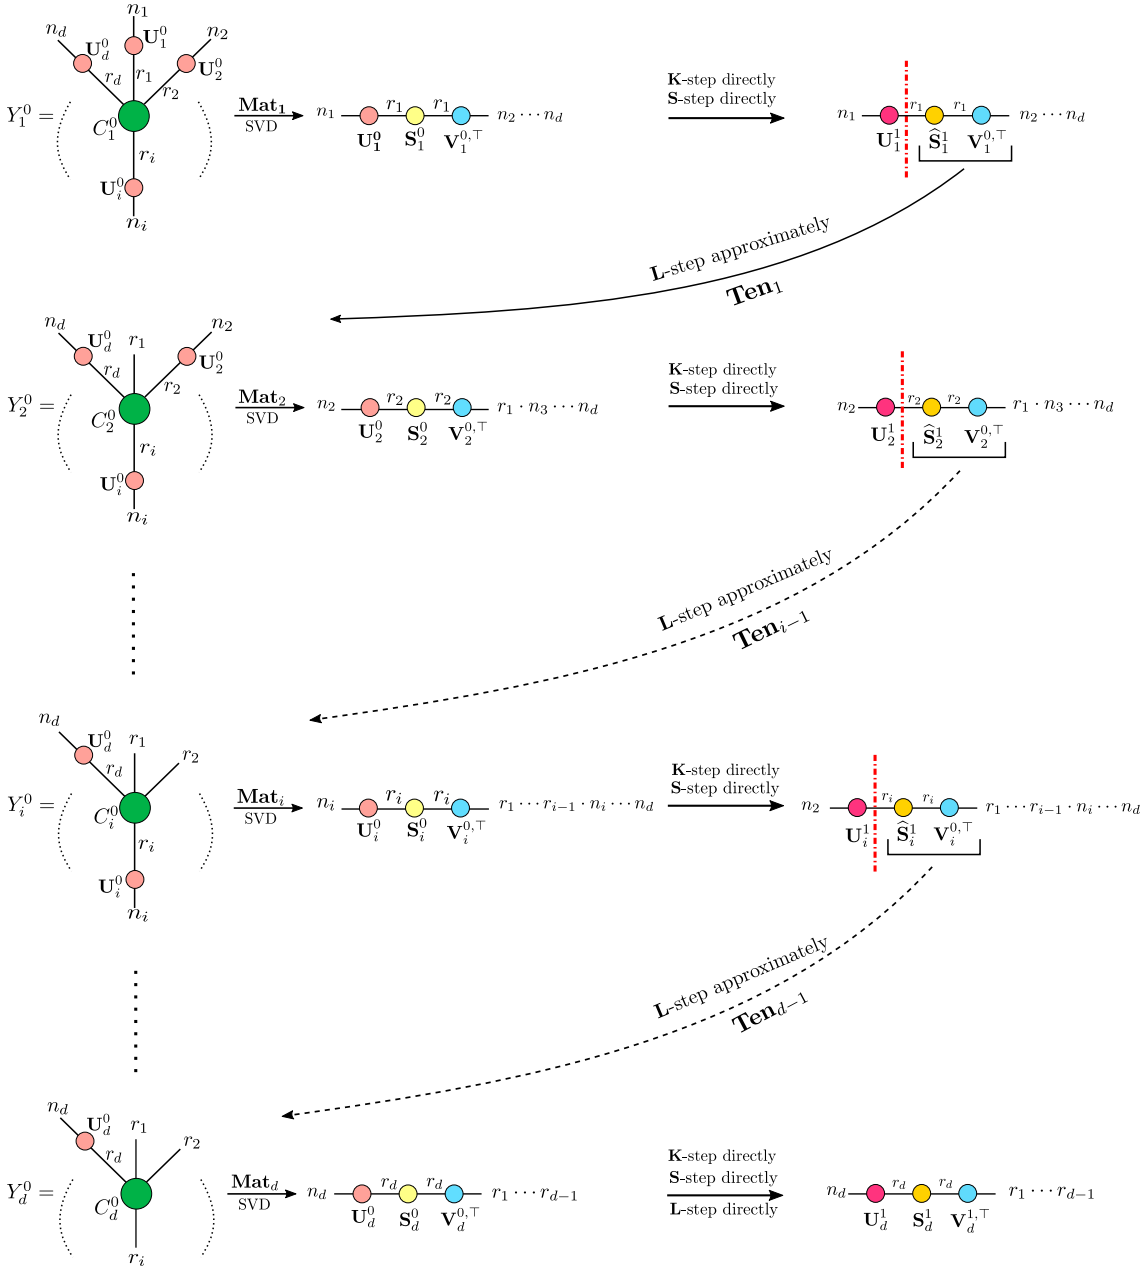 n_1
n_d U_d^0 U_1^0 n_2
r_d r_1 r_2 U_2^0
Y_1^0 = C_1^0
r_i
U_i^0
n_i
Mat_1
SVD
n_1 r_1 r_1 n_2 ⋯ n_d
U_1^0 S_1^0 V_1^{0,⊤}
K-step directly
S-step directly
n_1 r_1 r_1 n_2 ⋯ n_d
U_1^1 Ŝ_1^1 V_1^{0,⊤}
L-step approximately
Ten_1
n_d U_d^0 r_1 n_2
r_d r_2 U_2^0
Y_2^0 = C_2^0
r_i
U_i^0
n_i
Mat_2
SVD
n_2 r_2 r_2 r_1 · n_3 ⋯ n_d
U_2^0 S_2^0 V_2^{0,⊤}
K-step directly
S-step directly
n_2 r_2 r_2 r_1 · n_3 ⋯ n_d
U_2^1 Ŝ_2^1 V_2^{0,⊤}
L-step approximately
Ten_{i−1}
n_d U_d^0 r_1 r_2
r_d
Y_i^0 = C_i^0
r_i
U_i^0
n_i
Mat_i
SVD
n_i r_i r_i r_1 ⋯ r_{i−1} · n_i ⋯ n_d
U_i^0 S_i^0 V_i^{0,⊤}
K-step directly
S-step directly
n_2 r_i r_i r_1 ⋯ r_{i−1} · n_i ⋯ n_d
U_i^1 Ŝ_i^1 V_i^{0,⊤}
L-step approximately
Ten_{d−1}
n_d U_d^0 r_1 r_2
r_d
Y_d^0 = C_d^0
r_i
Mat_d
SVD
n_d r_d r_d r_1 ⋯ r_{d−1}
U_d^0 S_d^0 V_d^{0,⊤}
K-step directly
S-step directly
L-step directly
n_d r_d r_d r_1 ⋯ r_{d−1}
U_d^1 S_d^1 V_d^{1,⊤}